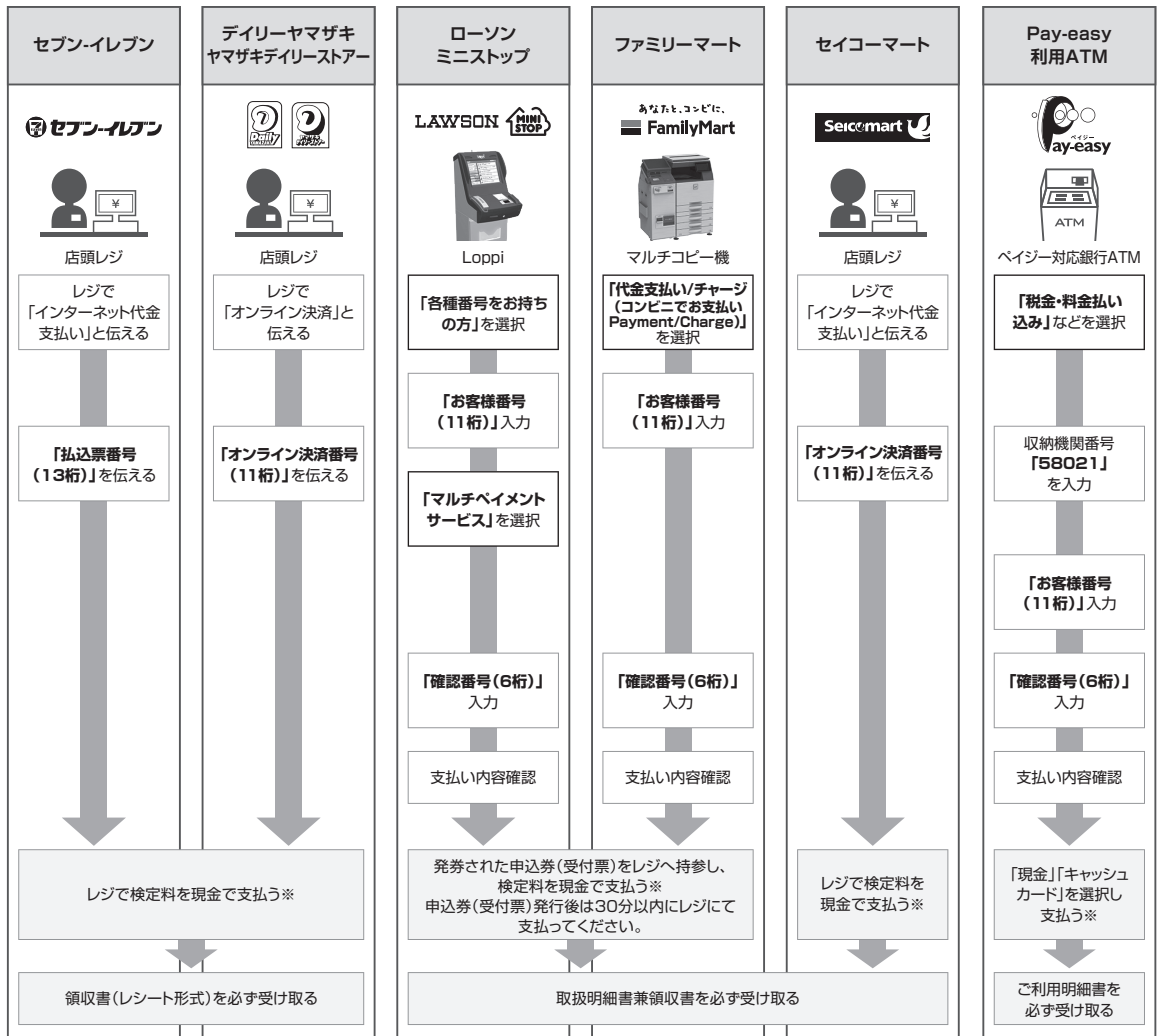 セブン-イレブン
デイリーヤマザキ
ヤマザキデイリーストアー
ローソン
ミニストップ
ファミリーマート
セイコーマート
Pay-easy
利用ATM
セブン-イレブン
Daily
LAWSON
MINI
STOP
あなたと、コンビに、
FamilyMart
Seicomart
ペイジー
Pay-easy
¥
¥
¥
ATM
店頭レジ
店頭レジ
Loppi
マルチコピー機
店頭レジ
ペイジー対応銀行ATM
レジで
「インターネット代金
支払い」と伝える
レジで
「オンライン決済」と
伝える
「各種番号をお持ち
の方」を選択
「代金支払い/チャージ
(コンビニでお支払い
Payment/Charge)」
を選択
レジで
「インターネット代金
支払い」と伝える
「税金・料金払い
込み」などを選択
「お客様番号
(11桁)」入力
「お客様番号
(11桁)」入力
「払込票番号
(13桁)」を伝える
「オンライン決済番号
(11桁)」を伝える
「オンライン決済番号
(11桁)」を伝える
収納機関番号
「58021」
を入力
「マルチペイメント
サービス」を選択
「お客様番号
(11桁)」入力
「確認番号(6桁)」
入力
「確認番号(6桁)」
入力
「確認番号(6桁)」
入力
支払い内容確認
支払い内容確認
支払い内容確認
レジで検定料を現金で支払う※
発券された申込券(受付票)をレジへ持参し、
検定料を現金で支払う※
申込券(受付票)発行後は30分以内にレジにて
支払ってください。
レジで検定料を
現金で支払う※
「現金」「キャッシュ
カード」を選択し
支払う※
領収書(レシート形式)を必ず受け取る
取扱明細書兼領収書を必ず受け取る
ご利用明細書を
必ず受け取る